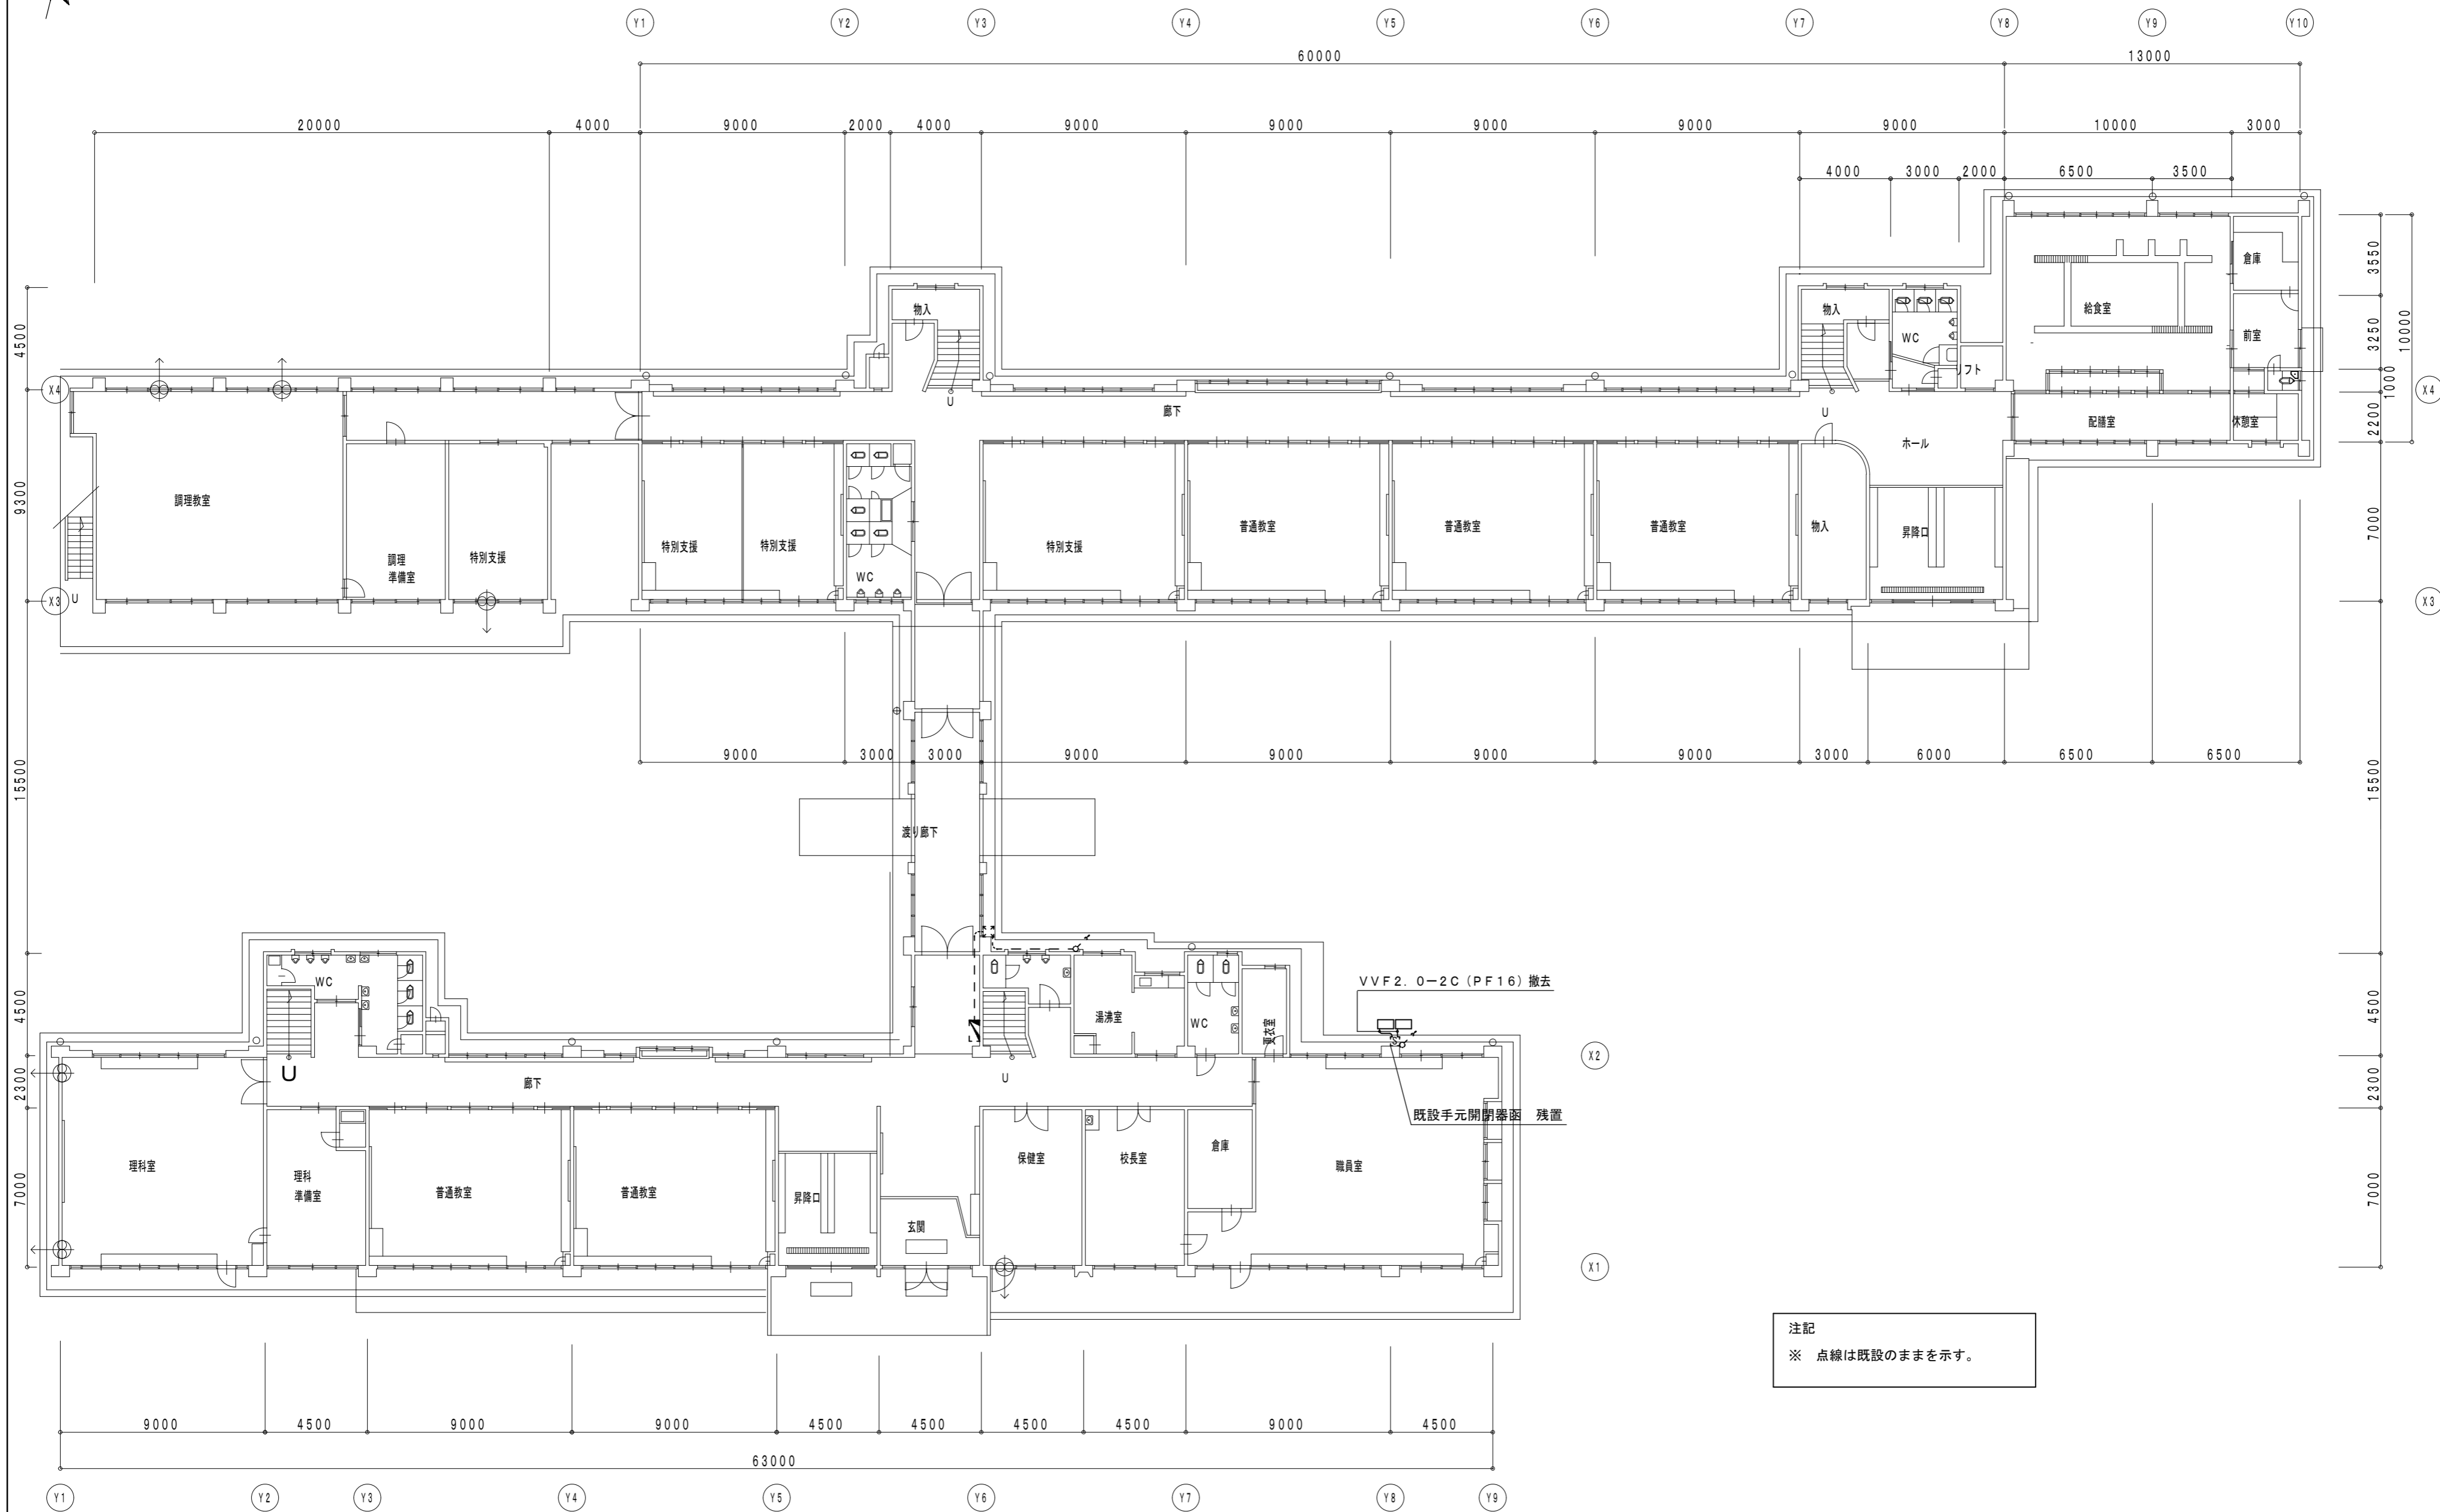 Y1 Y2 Y3 Y4 Y5 Y6 Y7 Y8 Y9 Y10
60000 13000
20000 4000 9000 2000 4000 9000 9000 9000 9000 9000 10000 3000
4000 3000 2000 6500 3500
4500
9300
15500
4500
2300
7000
3550
3250
1000
2200
10000
7000
15500
4500
2300
7000
X4
X3
X4
X3
X2
X1
物入
物入
WC
リフト
給食室
倉庫
前室
配膳室
休憩室
U
廊下
U
ホール
調理教室
調理
準備室
特別支援
特別支援
特別支援
WC
特別支援
普通教室
普通教室
普通教室
物入
昇降口
U
9000 3000 3000 9000 9000 9000 9000 3000 6000 6500 6500
渡り廊下
WC
湯沸室
WC
更衣室
VVF2.0-2C(PF16)撤去
既設手元開閉器函 残置
U
廊下
U
理科室
理科
準備室
普通教室
普通教室
昇降口
玄関
保健室
校長室
倉庫
職員室
注記
※ 点線は既設のままを示す。
9000 4500 9000 9000 4500 4500 4500 4500 9000 4500
63000
Y1 Y2 Y3 Y4 Y5 Y6 Y7 Y8 Y9